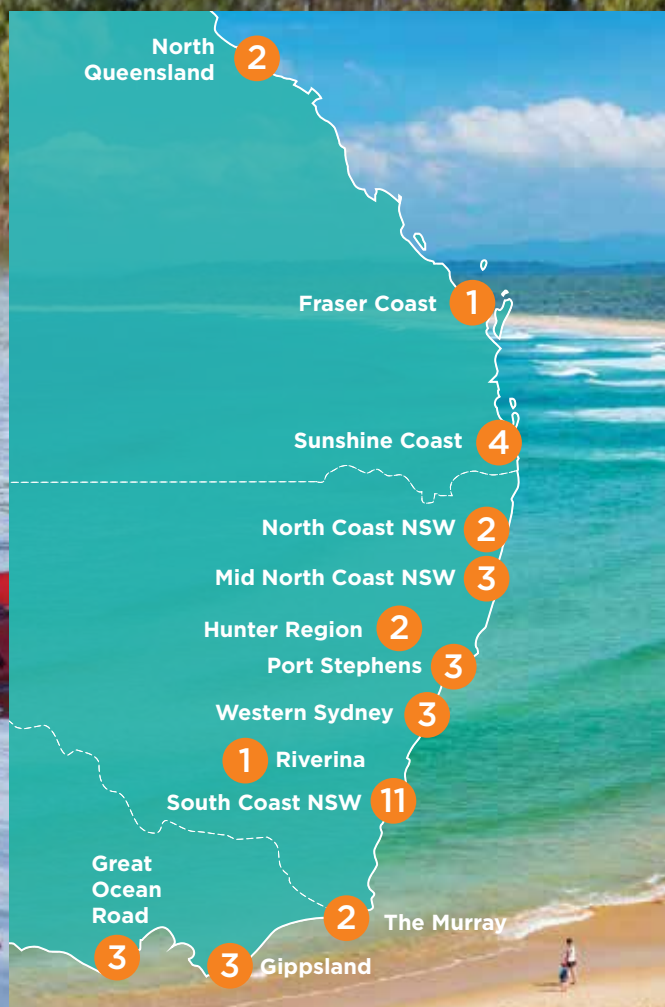 North
Queensland
2
Fraser Coast
1
Sunshine Coast
4
North Coast NSW
2
Mid North Coast NSW
3
Hunter Region
2
Port Stephens
3
Western Sydney
3
1
Riverina
South Coast NSW
11
Great
Ocean
Road
3
2
The Murray
3
Gippsland